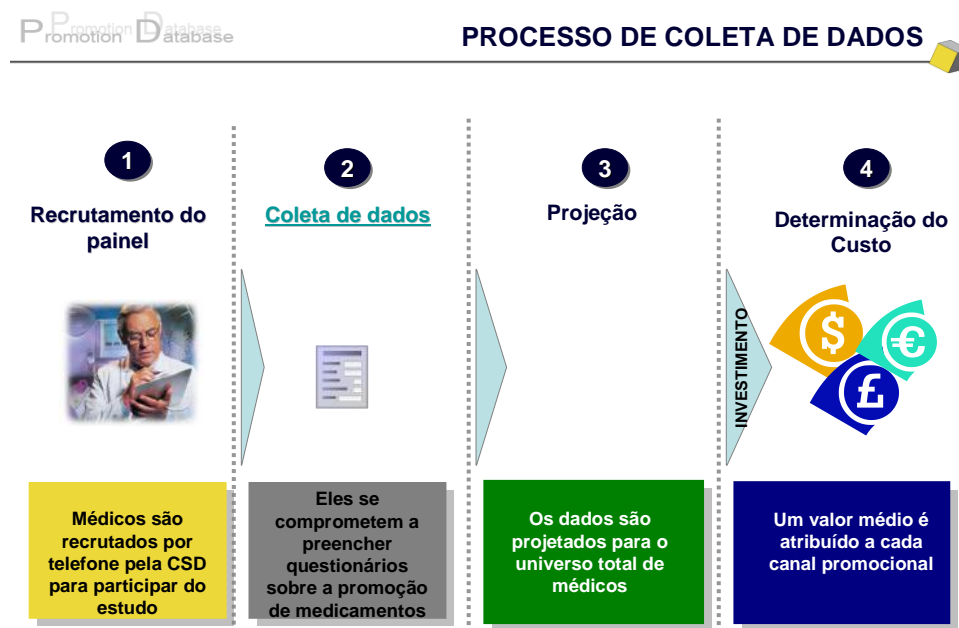 Promotion Database
PROCESSO DE COLETA DE DADOS
1
Recrutamento do
painel
2
Coleta de dados
3
Projeção
4
Determinação do
Custo
INVESTIMENTO
$
€
£
Médicos são
recrutados por
telefone pela CSD
para participar do
estudo
Eles se
comprometem a
preencher
questionários
sobre a promoção
de medicamentos
Os dados são
projetados para o
universo total de
médicos
Um valor médio é
atribuído a cada
canal promocional